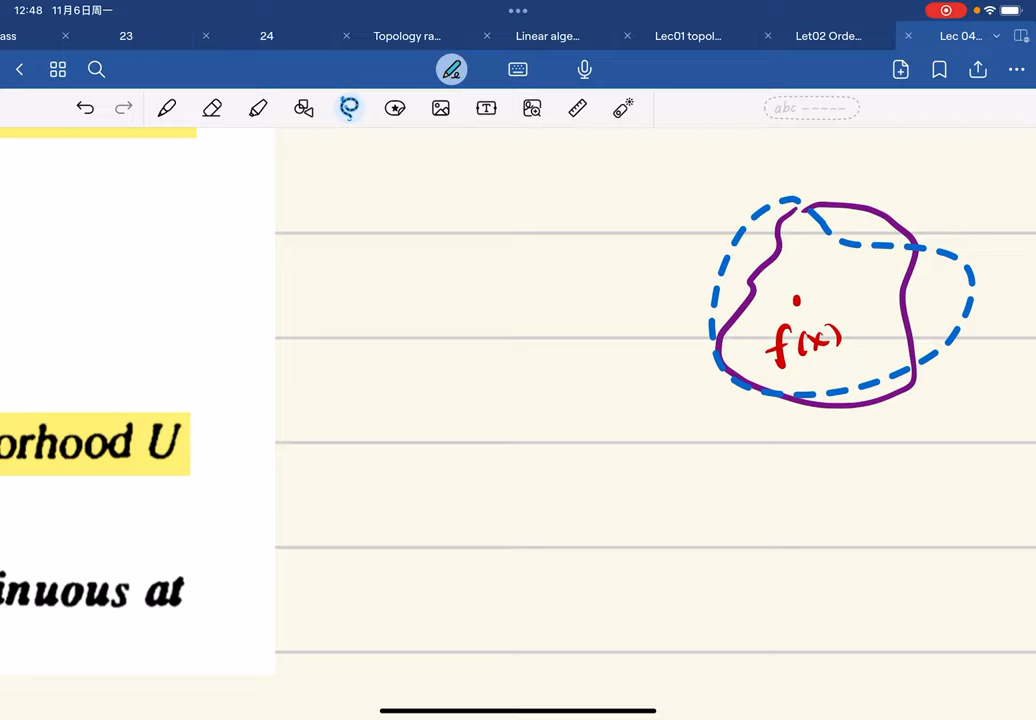 12:48 11月6日周一
ass 23 24 Topology ra... Linear alge... Lec01 topol... Let02 Orde... Lec 04...
abc
f(x)
orhood U
inuous at